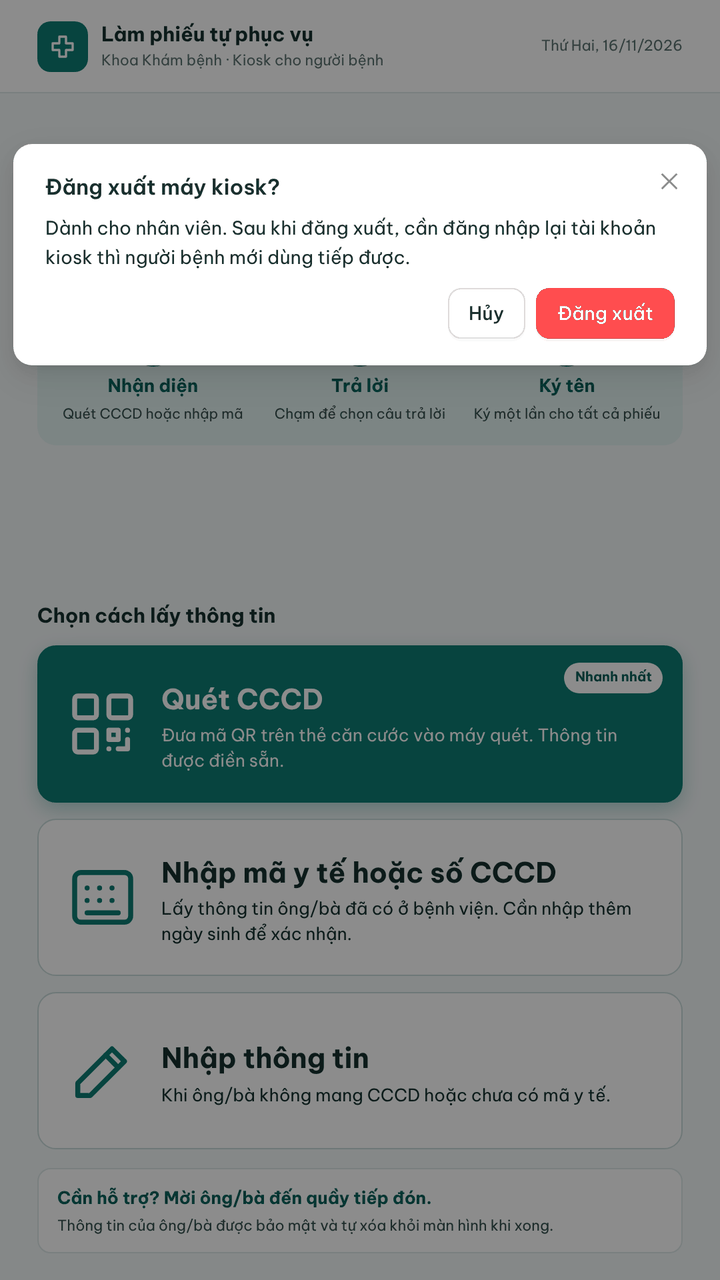 Làm phiếu tự phục vụ
Khoa Khám bệnh · Kiosk cho người bệnh
Thứ Hai, 16/11/2026
Đăng xuất máy kiosk?
Dành cho nhân viên. Sau khi đăng xuất, cần đăng nhập lại tài khoản
kiosk thì người bệnh mới dùng tiếp được.
Hủy
Đăng xuất
Nhận diện
Quét CCCD hoặc nhập mã
Trả lời
Chạm để chọn câu trả lời
Ký tên
Ký một lần cho tất cả phiếu
Chọn cách lấy thông tin
Nhanh nhất
Quét CCCD
Đưa mã QR trên thẻ căn cước vào máy quét. Thông tin
được điền sẵn.
Nhập mã y tế hoặc số CCCD
Lấy thông tin ông/bà đã có ở bệnh viện. Cần nhập thêm
ngày sinh để xác nhận.
Nhập thông tin
Khi ông/bà không mang CCCD hoặc chưa có mã y tế.
Cần hỗ trợ? Mời ông/bà đến quầy tiếp đón.
Thông tin của ông/bà được bảo mật và tự xóa khỏi màn hình khi xong.